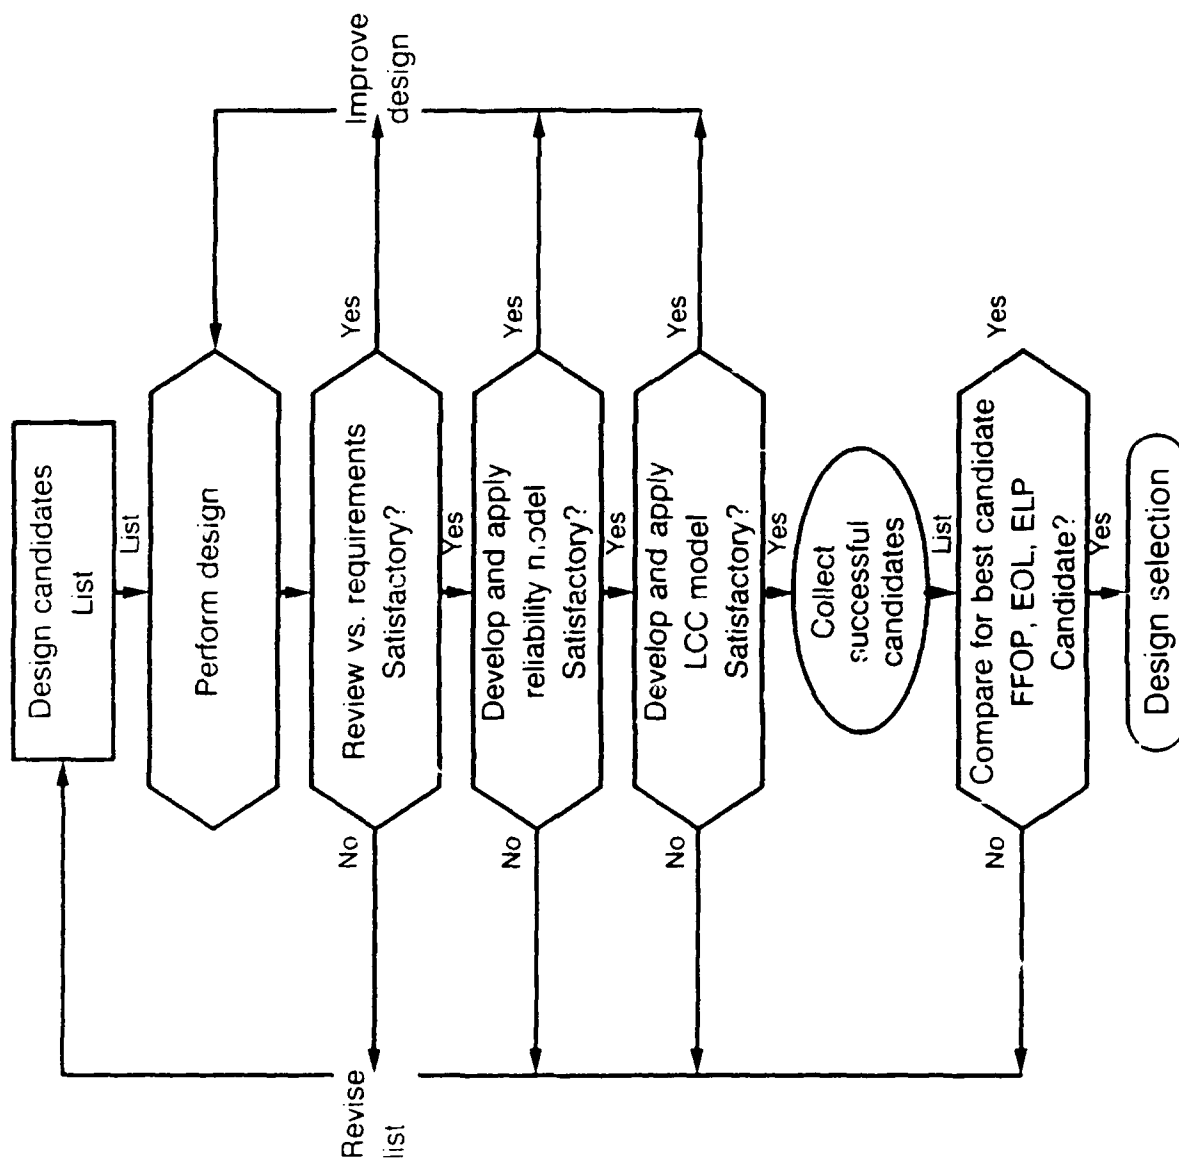 Design candidates
List
List
Perform design
Improve
design
Revise
list
Review vs. requirements
Satisfactory?
No
Yes
Yes
Develop and apply
reliability model
Satisfactory?
No
Yes
Yes
Develop and apply
LCC model
Satisfactory?
No
Yes
Yes
Collect
successful
candidates
List
Compare for best candidate
FFOP, EOL, ELP
Candidate?
No
Yes
Yes
Design selection